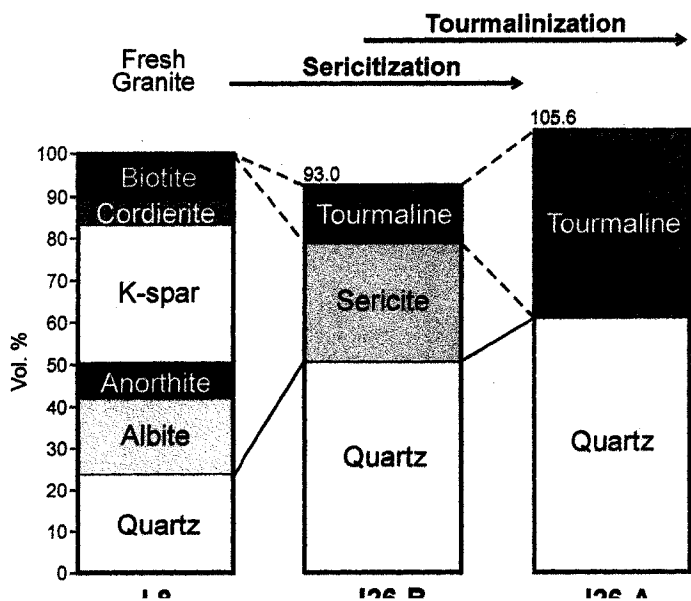 Tourmalinization
Fresh
Granite
Sericitization
105.6
100
93.0
Biotite
90
Cordierite
Tourmaline
Tourmaline
80
70
K-spar
Sericite
60
Vol. %
50
Anorthite
40
Albite
Quartz
Quartz
30
20
Quartz
10
0